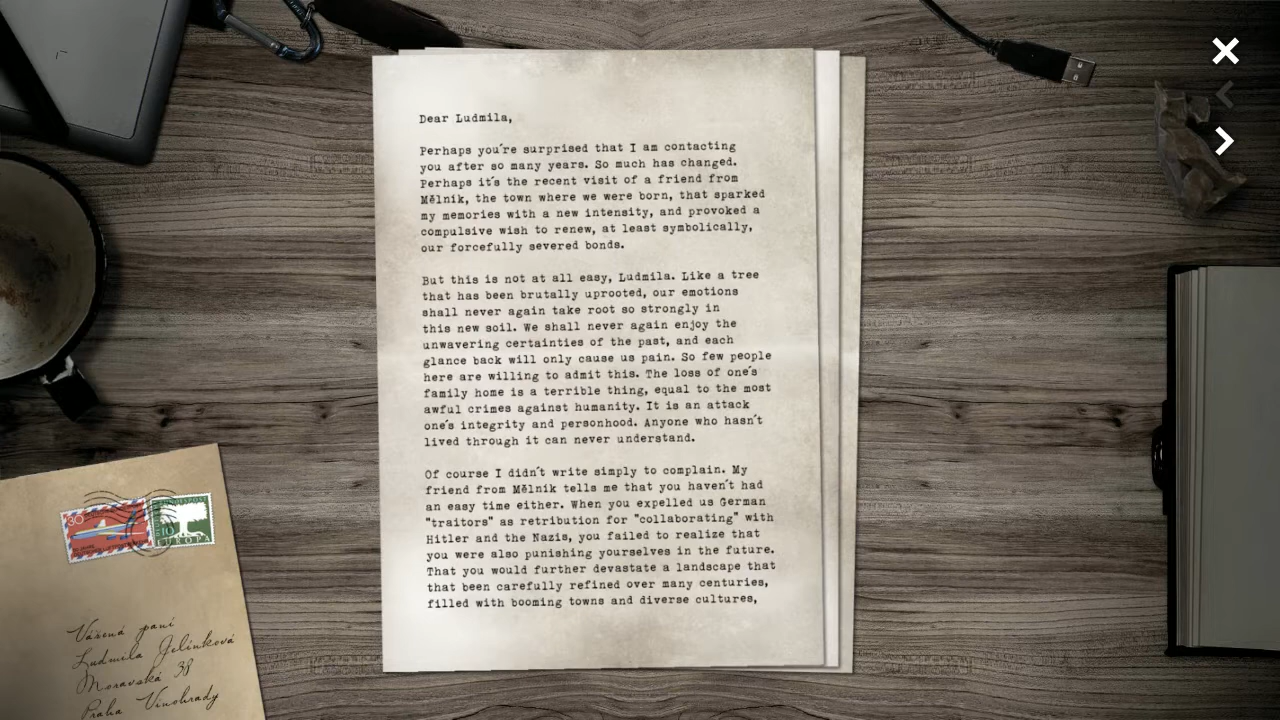 Dear Ludmila,
Perhaps you´re surprised that I am contacting
you after so many years. So much has changed.
Perhaps it´s the recent visit of a friend from
Mělník, the town where we were born, that sparked
my memories with a new intensity, and provoked a
compulsive wish to renew, at least symbolically,
our forcefully severed bonds.
But this is not at all easy, Ludmila. Like a tree
that has been brutally uprooted, our emotions
shall never again take root so strongly in
this new soil. We shall never again enjoy the
unwavering certainties of the past, and each
glance back will only cause us pain. So few people
here are willing to admit this. The loss of one´s
family home is a terrible thing, equal to the most
awful crimes against humanity. It is an attack
one´s integrity and personhood. Anyone who hasn´t
lived through it can never understand.
Of course I didn´t write simply to complain. My
friend from Mělník tells me that you haven´t had
an easy time either. When you expelled us German
"traitors" as retribution for "collaborating" with
Hitler and the Nazis, you failed to realize that
you were also punishing yourselves in the future.
That you would further devastate a landscape that
that been carefully refined over many centuries,
filled with booming towns and diverse cultures,
30
10
EUROPA
Vážená paní
Ludmila Jelínková
Moravská 38
Praha Vinohrady